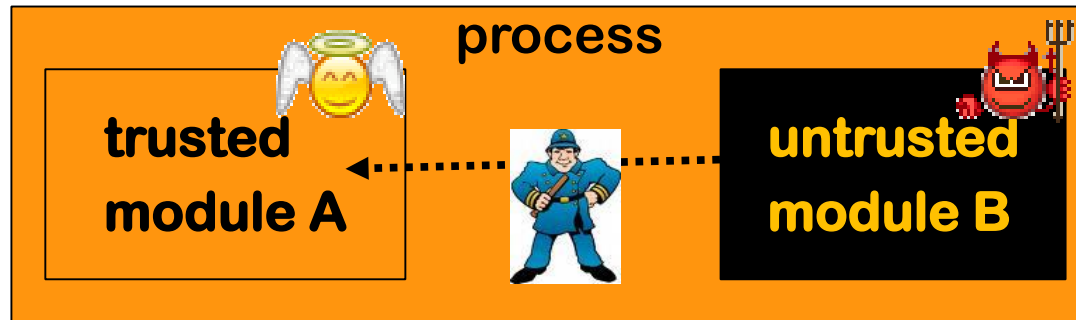 process
trusted
module A
untrusted
module B